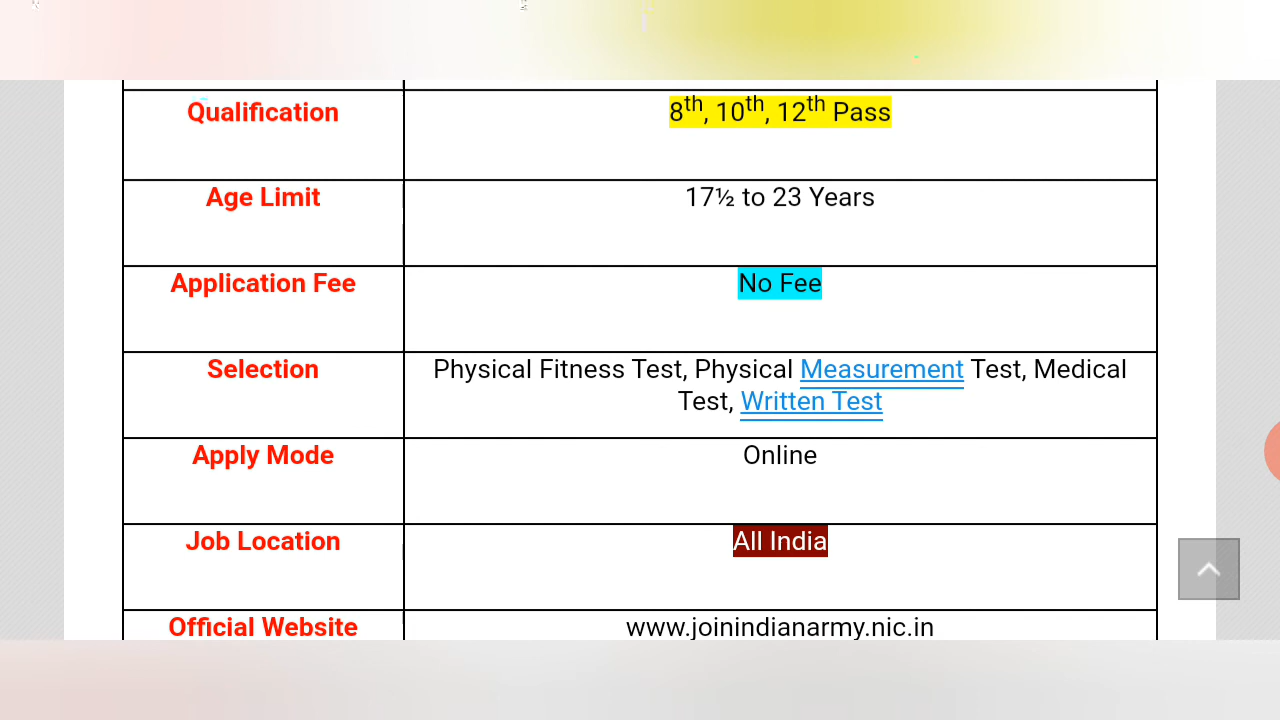 Qualification 8th, 10th, 12th Pass
Age Limit 17½ to 23 Years
Application Fee No Fee
Selection Physical Fitness Test, Physical Measurement Test, Medical
Test, Written Test
Apply Mode Online
Job Location All India
Official Website www.joinindianarmy.nic.in